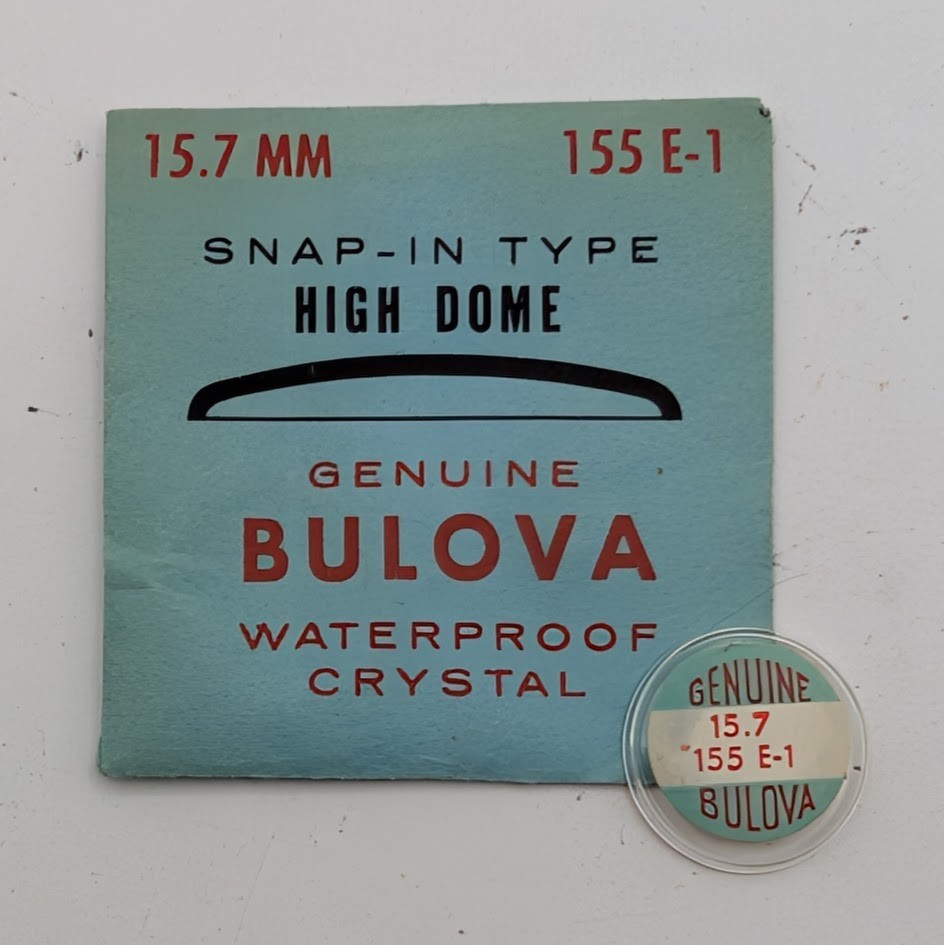 15.7 MM 155 E-1
SNAP-IN TYPE
HIGH DOME
GENUINE
BULOVA
WATERPROOF
CRYSTAL
GENUINE
15.7
155 E-1
BULOVA